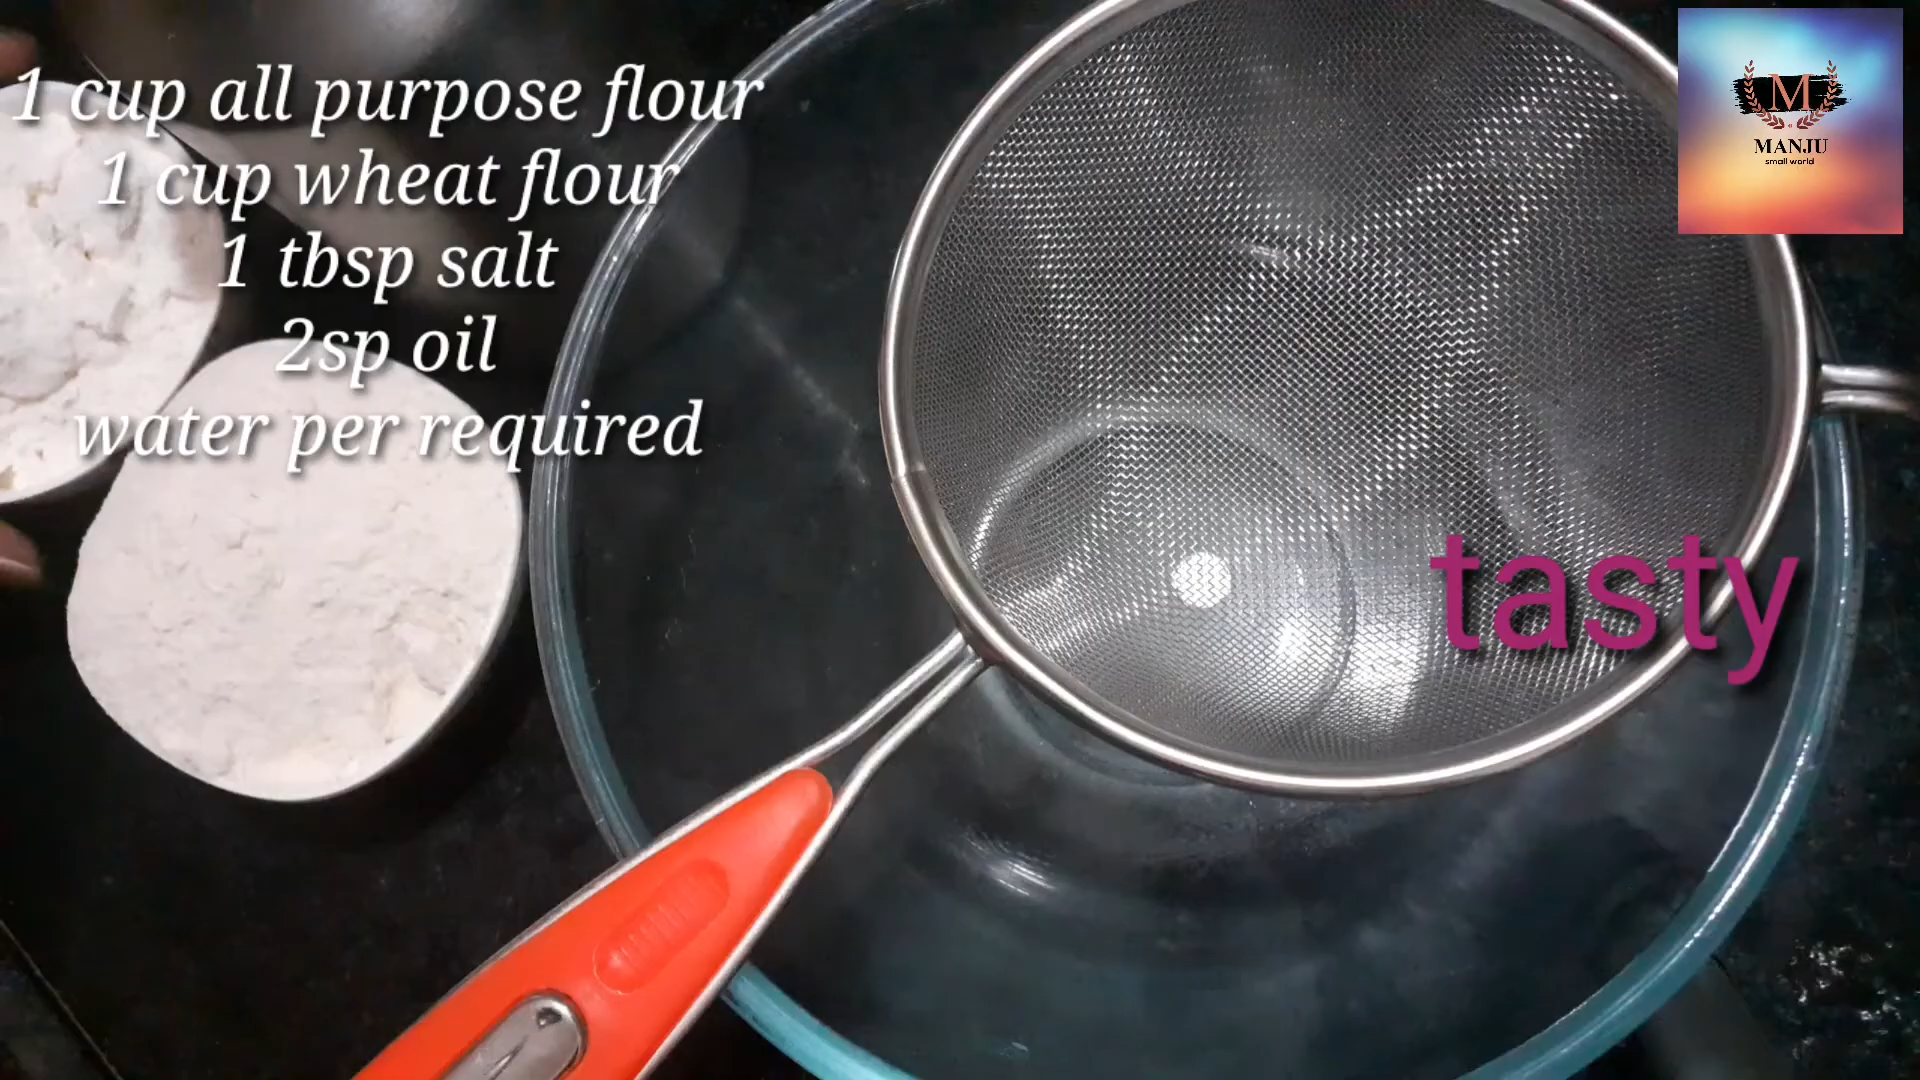 1 cup all purpose flour
1 cup wheat flour
1 tbsp salt
2sp oil
water per required
M
MANJU
small world
tasty